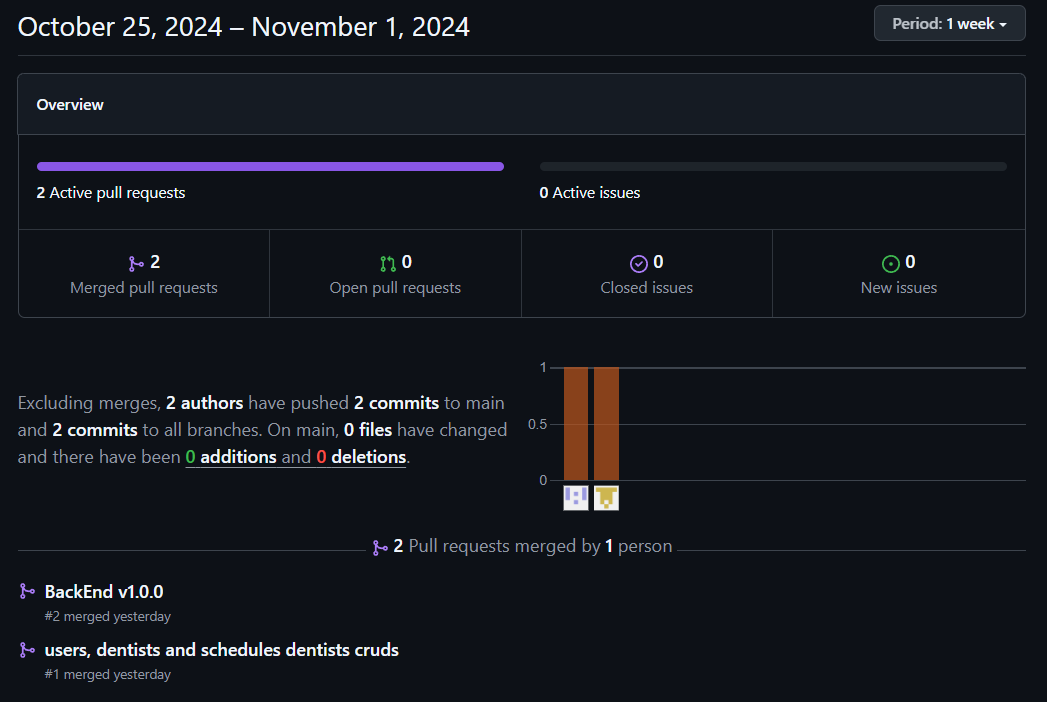 October 25, 2024 – November 1, 2024
Period: 1 week
Overview
2 Active pull requests
0 Active issues
2
Merged pull requests
0
Open pull requests
0
Closed issues
0
New issues
Excluding merges, 2 authors have pushed 2 commits to main
and 2 commits to all branches. On main, 0 files have changed
and there have been 0 additions and 0 deletions.
1
0.5
0
2 Pull requests merged by 1 person
BackEnd v1.0.0
#2 merged yesterday
users, dentists and schedules dentists cruds
#1 merged yesterday